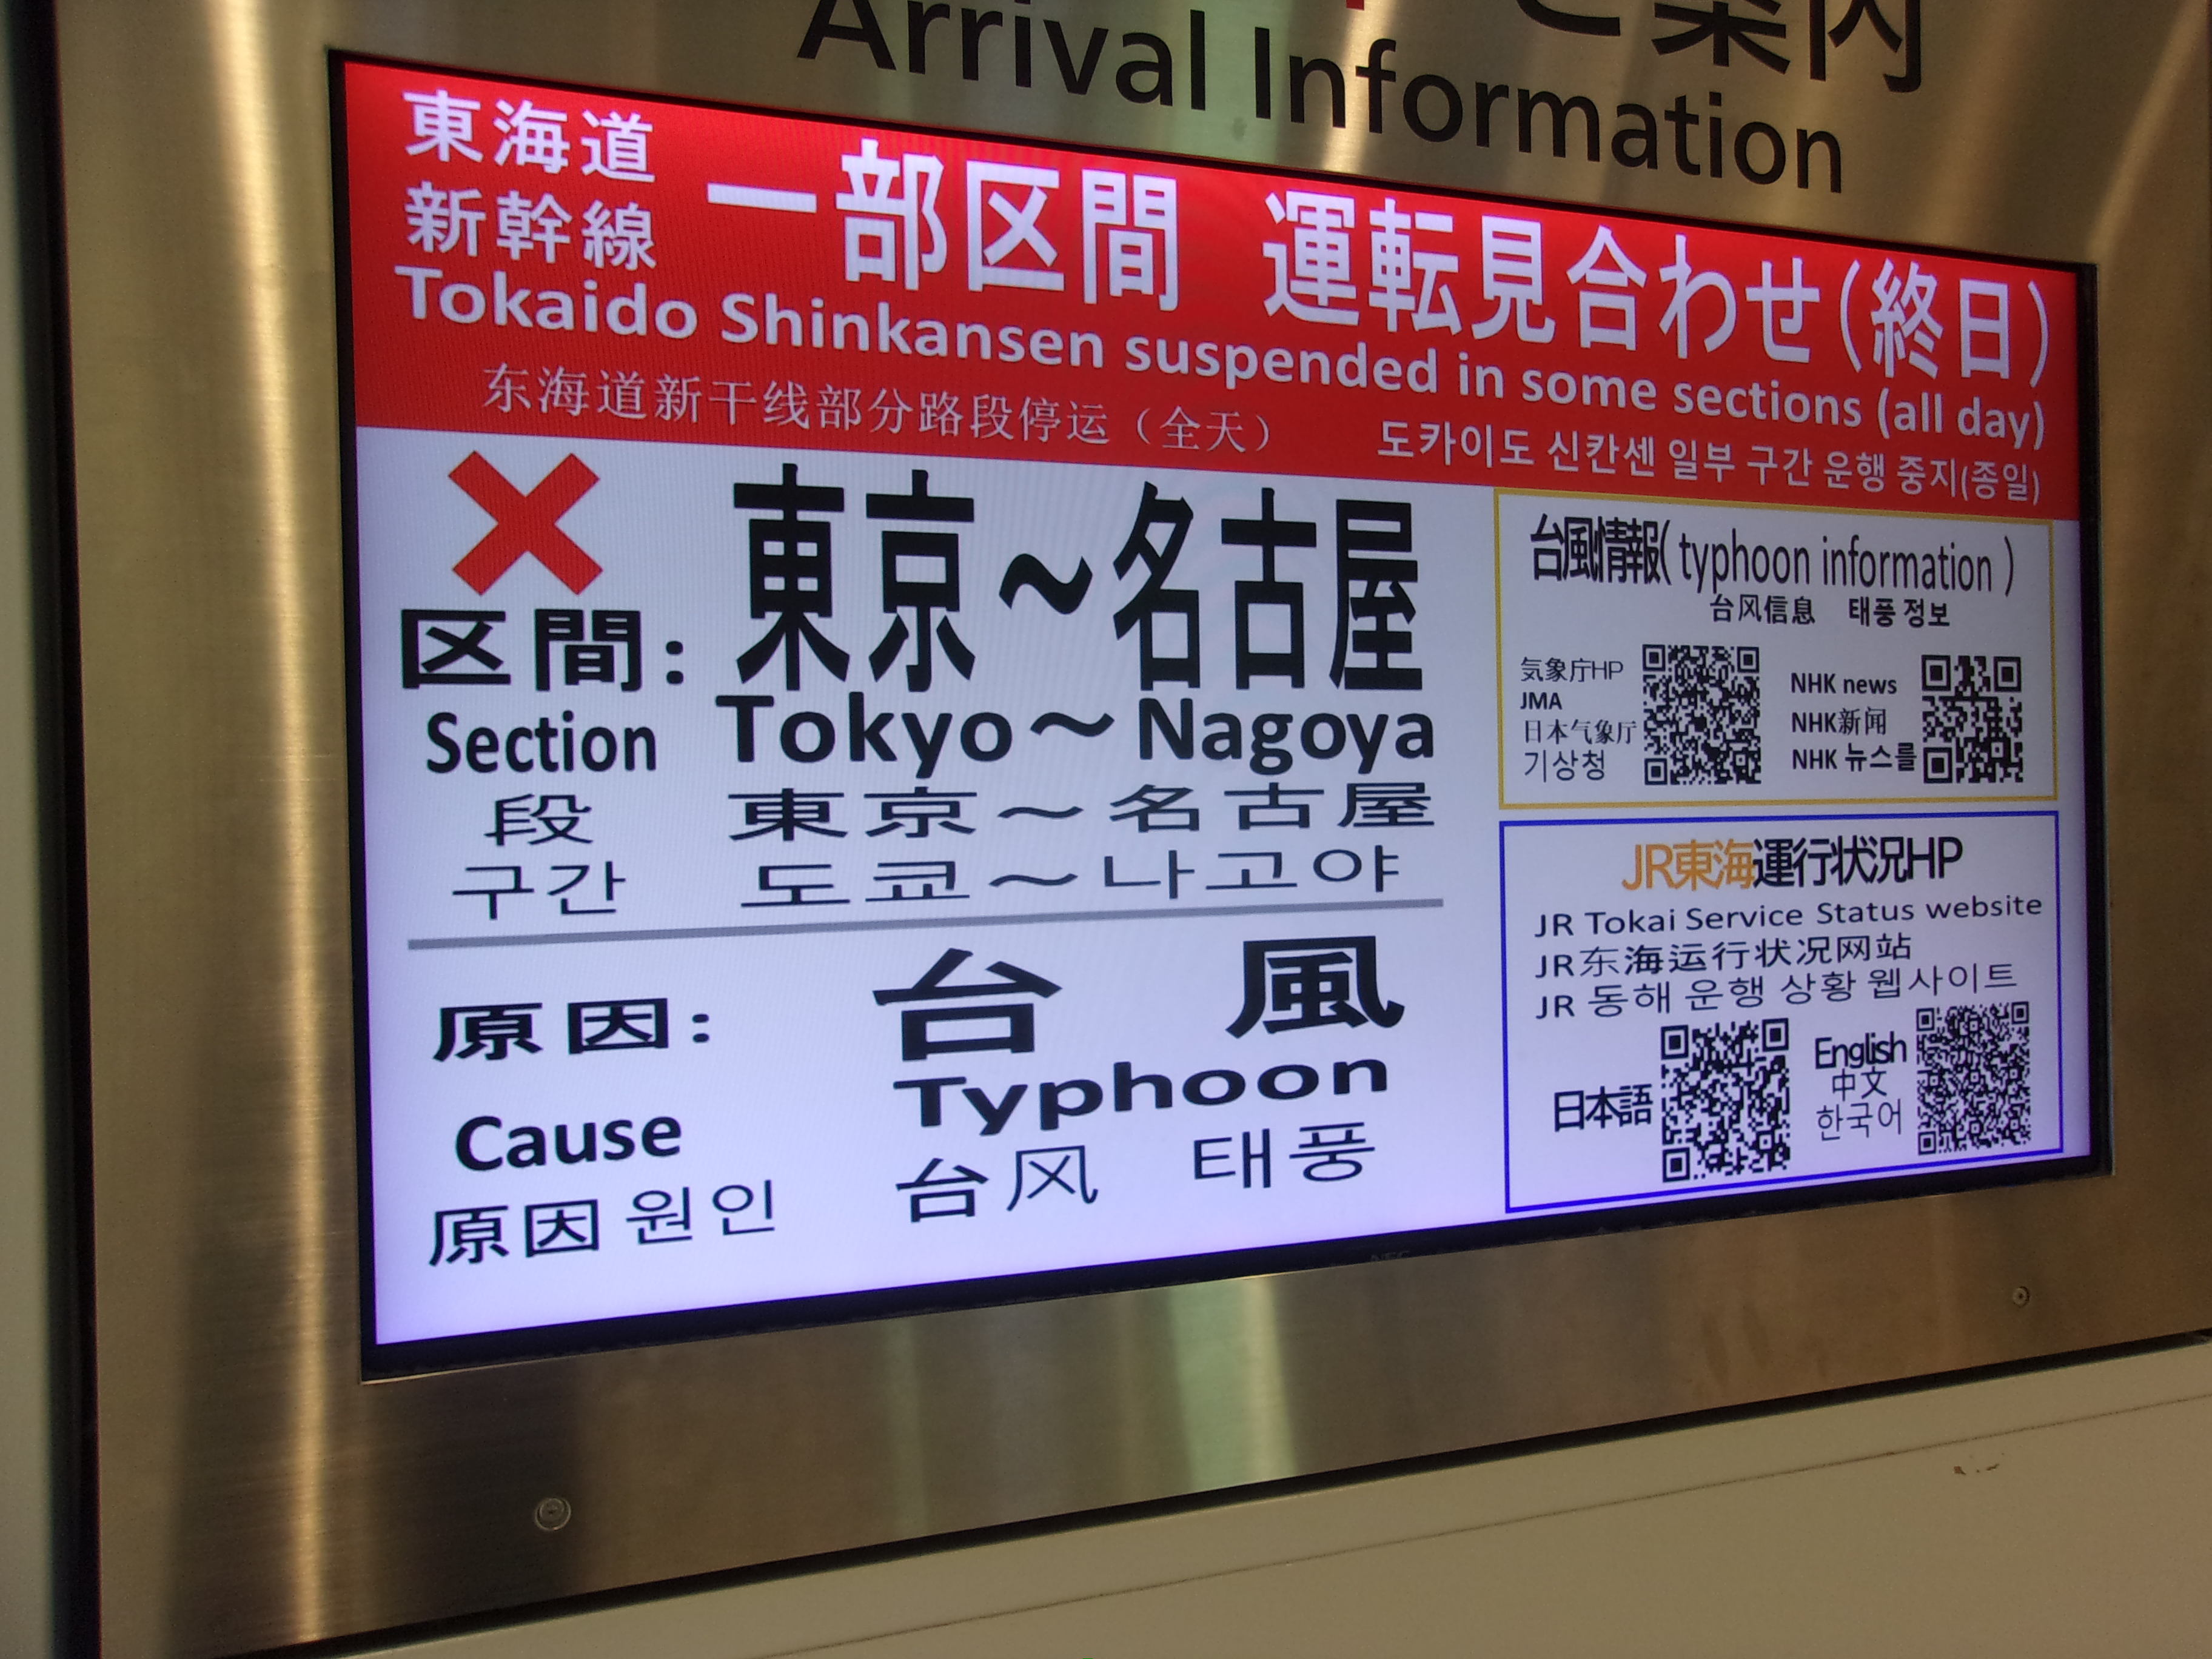 ご案内
Arrival Information
東海道
新幹線
一部区間 運転見合わせ(終日)
Tokaido Shinkansen suspended in some sections (all day)
东海道新干线部分路段停运（全天）
도카이도 신칸센 일부 구간 운행 중지(종일)
区間:
東京~名古屋
Section
Tokyo~Nagoya
段
東京~名古屋
구간
도쿄~나고야
原因:
台風
Cause
Typhoon
原因 원인
台风 태풍
台風情報( typhoon information )
台风信息 태풍 정보
気象庁HP
JMA
日本气象厅
기상청
NHK news
NHK新闻
NHK 뉴스를
JR東海運行状況HP
JR Tokai Service Status website
JR东海运行状况网站
JR 동해 운행 상황 웹사이트
日本語
English
中文
한국어
NEC